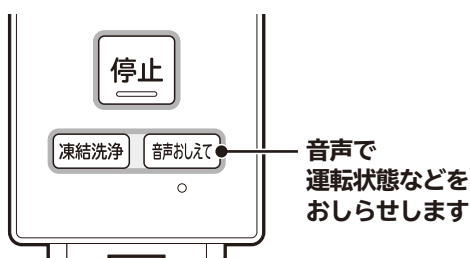 停止
凍結洗浄 音声おしえて
音声で
運転状態などを
おしらせします